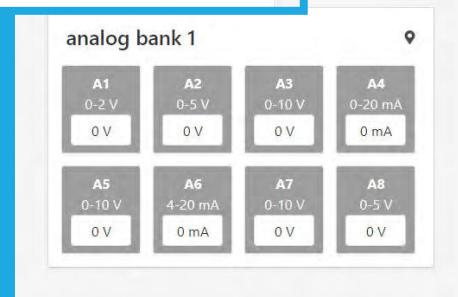 analog bank 1
A1 A2 A3 A4
0-2 V 0-5 V 0-10 V 0-20 mA
0 V 0 V 0 V 0 mA
A5 A6 A7 A8
0-10 V 4-20 mA 0-10 V 0-5 V
0 V 0 mA 0 V 0 V